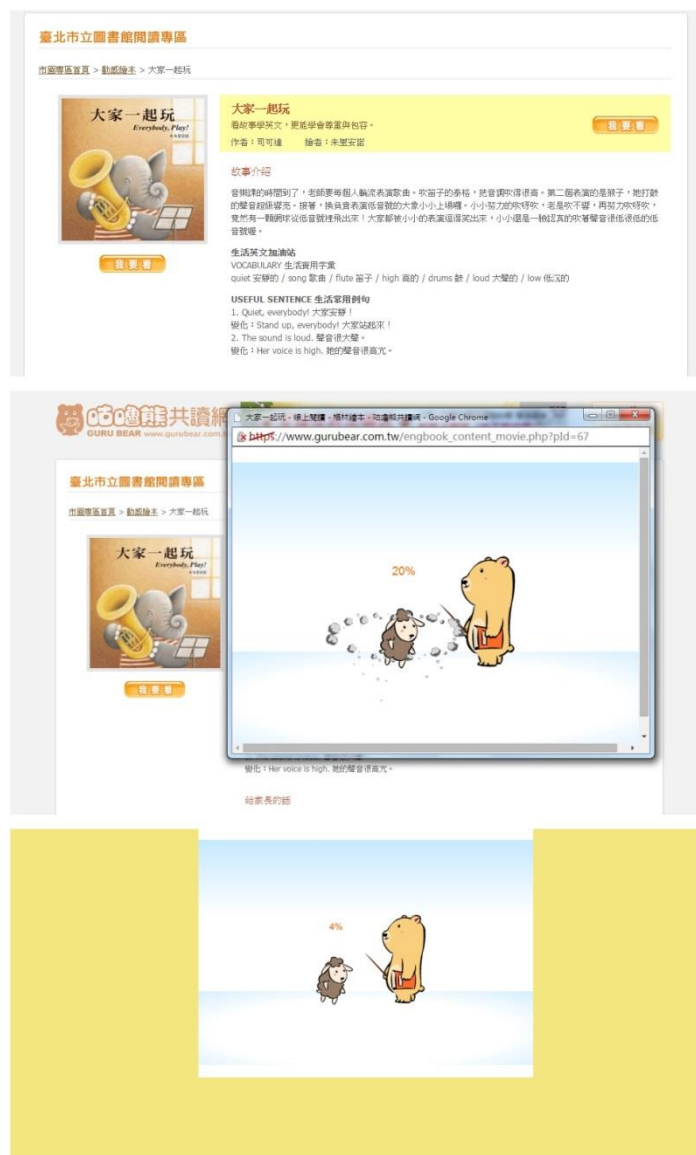 臺北市立圖書館閱讀專區
市圖專區首頁 > 動感繪本 > 大家一起玩
大家一起玩
Everybody, Play!
我要看
大家一起玩
看故事學英文，更能學會尊重與包容。
作者：司可達 繪者：朱里安諾
我要看
故事介紹
音樂課的時間到了，老師要每個人輪流表演歌曲。吹笛子的泰格，把音調吹得很高。第二個表演的是猴子，她打鼓
的聲音超級響亮。接著，換負責表演低音號的大象小小上場囉。小小努力的吹呀吹，老是吹不響，再努力吹呀吹，
竟然有一顆網球從低音號裡飛出來！大家都被小小的表演逗得笑出來，小小還是一臉認真的吹著聲音很低很低的低
音號喔。
生活英文加油站
VOCABULARY 生活實用字彙
quiet 安靜的 / song 歌曲 / flute 笛子 / high 高的 / drums 鼓 / loud 大聲的 / low 低沉的
USEFUL SENTENCE 生活常用例句
1. Quiet, everybody! 大家安靜！
變化：Stand up, everybody! 大家站起來！
2. The sound is loud. 聲音很大聲。
變化：Her voice is high. 她的聲音很高亢。
咕嚕熊共讀網
GURU BEAR www.gurubear.com
大家一起玩 - 線上閱讀 - 格林繪本 - 咕嚕熊共讀網 - Google Chrome
https://www.gurubear.com.tw/engbook_content_movie.php?pId=67
臺北市立圖書館閱讀專區
市圖專區首頁 > 動感繪本 > 大家一起玩
大家一起玩
Everybody, Play!
我要看
20%
變化：Her voice is high. 她的聲音很高亢。
給家長的話
4%